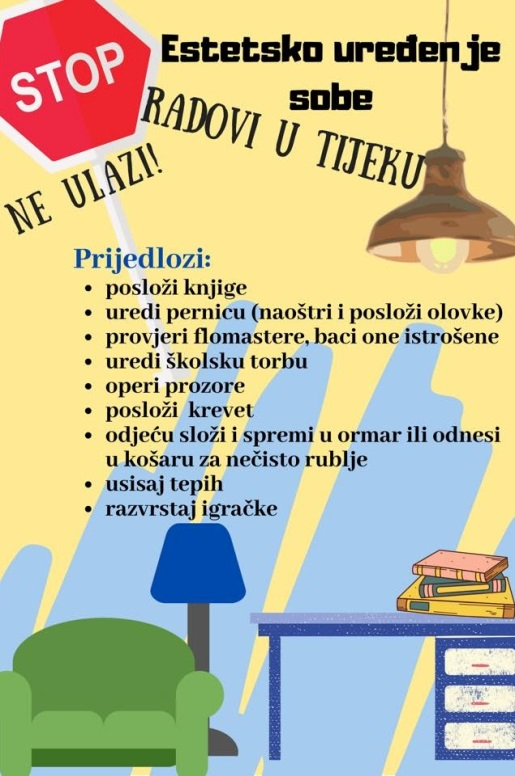 STOP
Estetsko uređenje
sobe
RADOVI U TIJEKU
NE ULAZI!
Prijedlozi:
• posloži knjige
• uredi pernicu (naoštri i posloži olovke)
• provjeri flomastere, baci one istrošene
• uredi školsku torbu
• operi prozore
• posloži krevet
• odjeću složi i spremi u ormar ili odnesi
u košaru za nečisto rublje
• usisaj tepih
• razvrstaj igračke